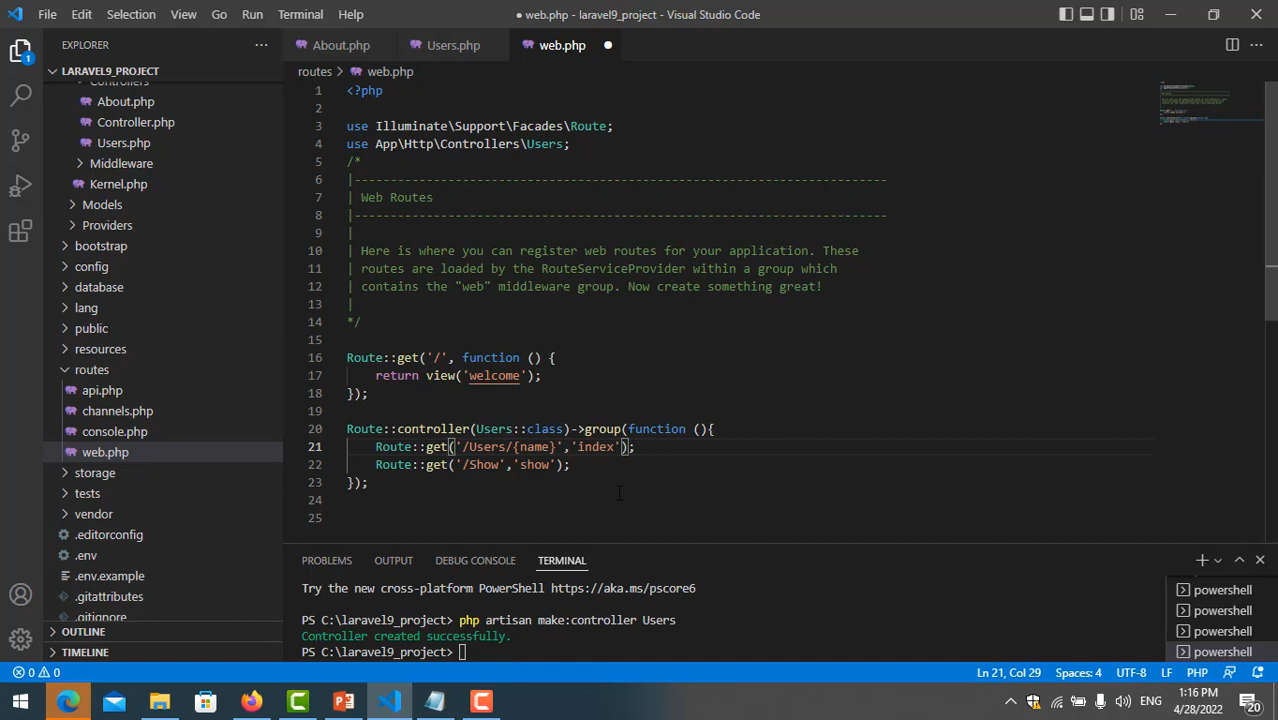 File Edit Selection View Go Run Terminal Help
● web.php - laravel9_project - Visual Studio Code
EXPLORER
LARAVEL9_PROJECT
Controllers
About.php
Controller.php
Users.php
Middleware
Kernel.php
Models
Providers
bootstrap
config
database
lang
public
resources
routes
api.php
channels.php
console.php
web.php
storage
tests
vendor
.editorconfig
.env
.env.example
.gitattributes
.gitignore
OUTLINE
TIMELINE
1
About.php Users.php web.php
routes > web.php
1 <?php
2
3 use Illuminate\Support\Facades\Route;
4 use App\Http\Controllers\Users;
5 /*
6 |--------------------------------------------------------------------------
7 | Web Routes
8 |--------------------------------------------------------------------------
9 |
10 | Here is where you can register web routes for your application. These
11 | routes are loaded by the RouteServiceProvider within a group which
12 | contains the "web" middleware group. Now create something great!
13 |
14 */
15
16 Route::get('/', function () {
17 return view('welcome');
18 });
19
20 Route::controller(Users::class)->group(function (){
21 Route::get('/Users/{name}','index');
22 Route::get('/Show','show');
23 });
24
25
PROBLEMS OUTPUT DEBUG CONSOLE TERMINAL
Try the new cross-platform PowerShell https://aka.ms/pscore6
PS C:\laravel9_project> php artisan make:controller Users
Controller created successfully.
PS C:\laravel9_project>
powershell
powershell
powershell
powershell
0 0
Ln 21, Col 29 Spaces: 4 UTF-8 LF PHP
1:16 PM
4/28/2022
20